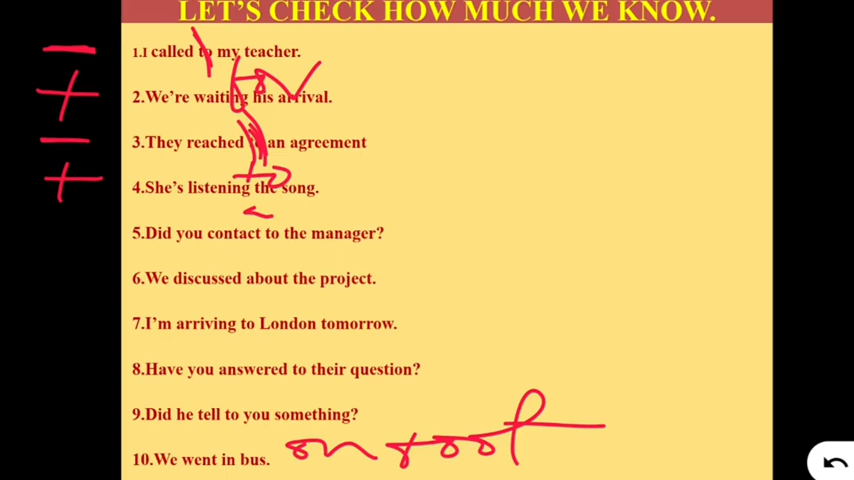 LET'S CHECK HOW MUCH WE KNOW.
1.I called to my teacher.
for
2.We're waiting his arrival.
3.They reached to an agreement
to
4.She's listening the song.
5.Did you contact to the manager?
6.We discussed about the project.
7.I'm arriving to London tomorrow.
8.Have you answered to their question?
9.Did he tell to you something?
10.We went in bus. on foot